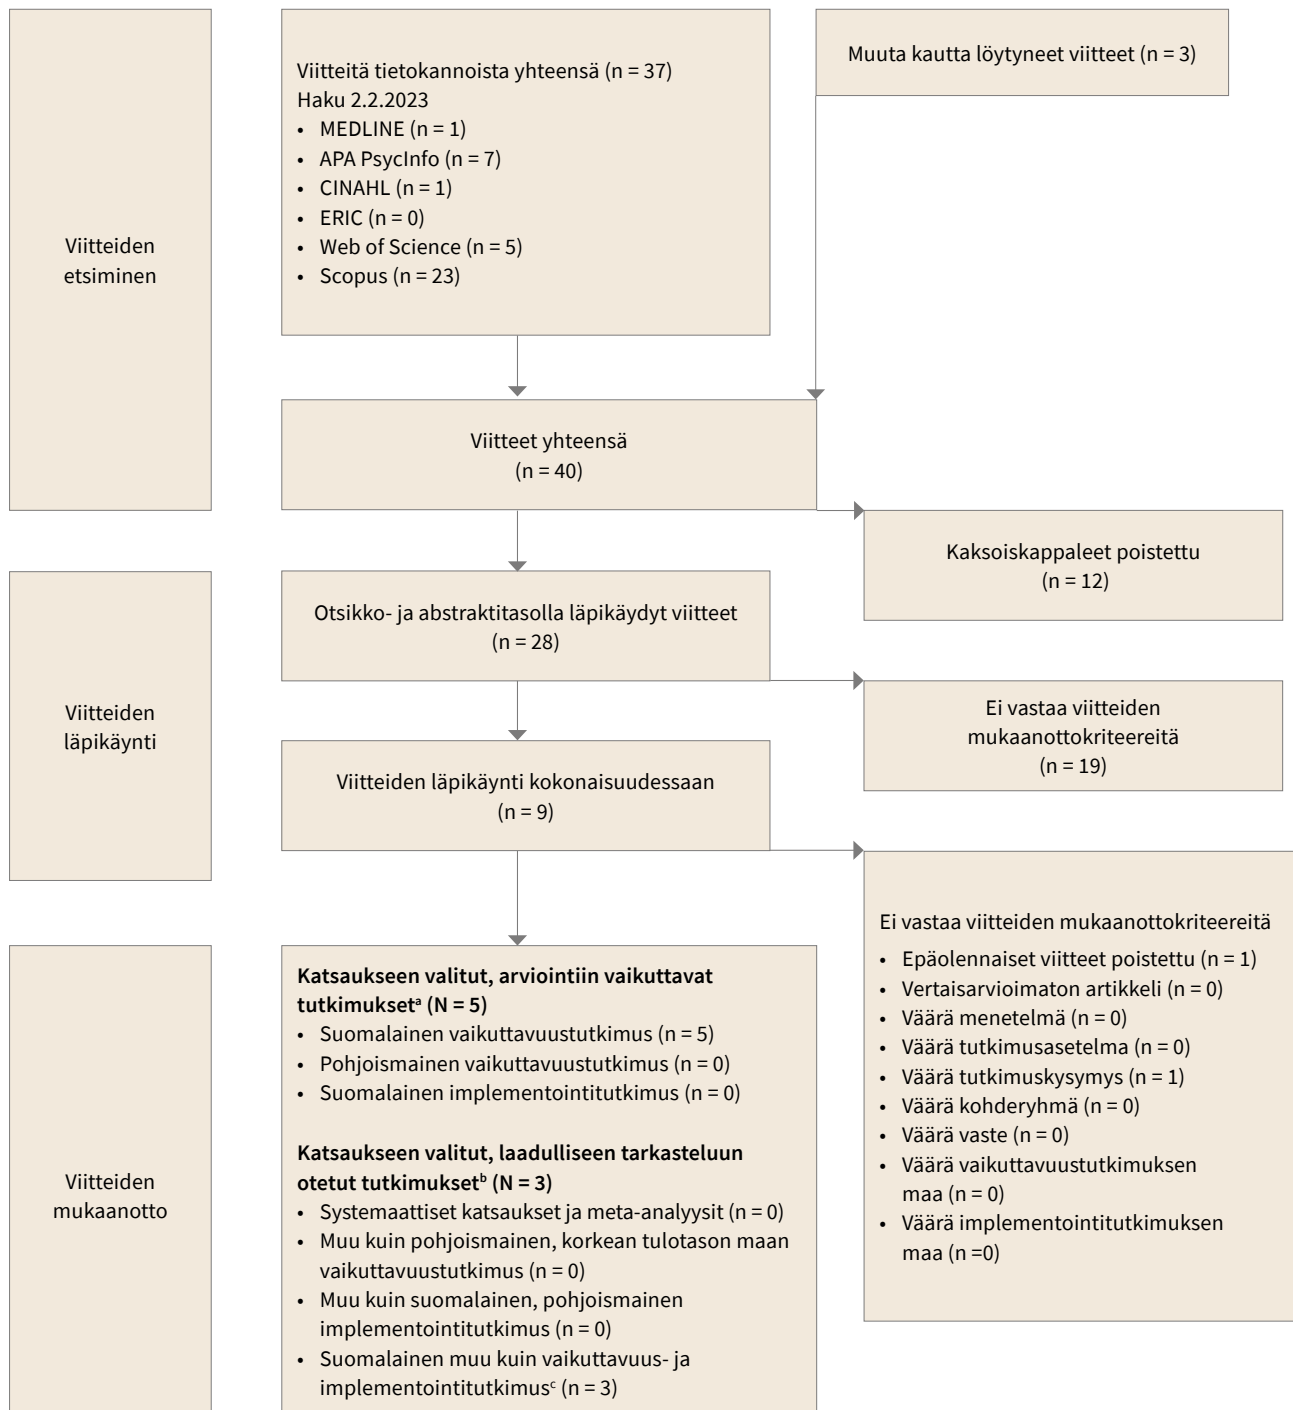 Viitteiden
etsiminen
Viitteitä tietokannoista yhteensä (n = 37)
Haku 2.2.2023
• MEDLINE (n = 1)
• APA PsycInfo (n = 7)
• CINAHL (n = 1)
• ERIC (n = 0)
• Web of Science (n = 5)
• Scopus (n = 23)
Muuta kautta löytyneet viitteet (n = 3)
Viitteet yhteensä
(n = 40)
Kaksoiskappaleet poistettu
(n = 12)
Viitteiden
läpikäynti
Otsikko- ja abstraktitasolla läpikäydyt viitteet
(n = 28)
Ei vastaa viitteiden
mukaanottokriteereitä
(n = 19)
Viitteiden läpikäynti kokonaisuudessaan
(n = 9)
Ei vastaa viitteiden mukaanottokriteereitä
• Epäolennaiset viitteet poistettu (n = 1)
• Vertaisarvioimaton artikkeli (n = 0)
• Väärä menetelmä (n = 0)
• Väärä tutkimusasetelma (n = 0)
• Väärä tutkimuskysymys (n = 1)
• Väärä kohderyhmä (n = 0)
• Väärä vaste (n = 0)
• Väärä vaikuttavuustutkimuksen
maa (n = 0)
• Väärä implementointitutkimuksen
maa (n =0)
Viitteiden
mukaanotto
Katsaukseen valitut, arviointiin vaikuttavat
tutkimuksetᵃ (N = 5)
• Suomalainen vaikuttavuustutkimus (n = 5)
• Pohjoismainen vaikuttavuustutkimus (n = 0)
• Suomalainen implementointitutkimus (n = 0)
Katsaukseen valitut, laadulliseen tarkasteluun
otetut tutkimuksetᵇ (N = 3)
• Systemaattiset katsaukset ja meta-analyysit (n = 0)
• Muu kuin pohjoismainen, korkean tulotason maan
vaikuttavuustutkimus (n = 0)
• Muu kuin suomalainen, pohjoismainen
implementointitutkimus (n = 0)
• Suomalainen muu kuin vaikuttavuus- ja
implementointitutkimusᶜ (n = 3)